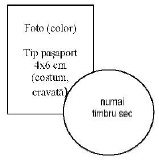 Foto (color)
Tip paşaport
4x6 cm
(costum,
cravată)
numai
timbru sec